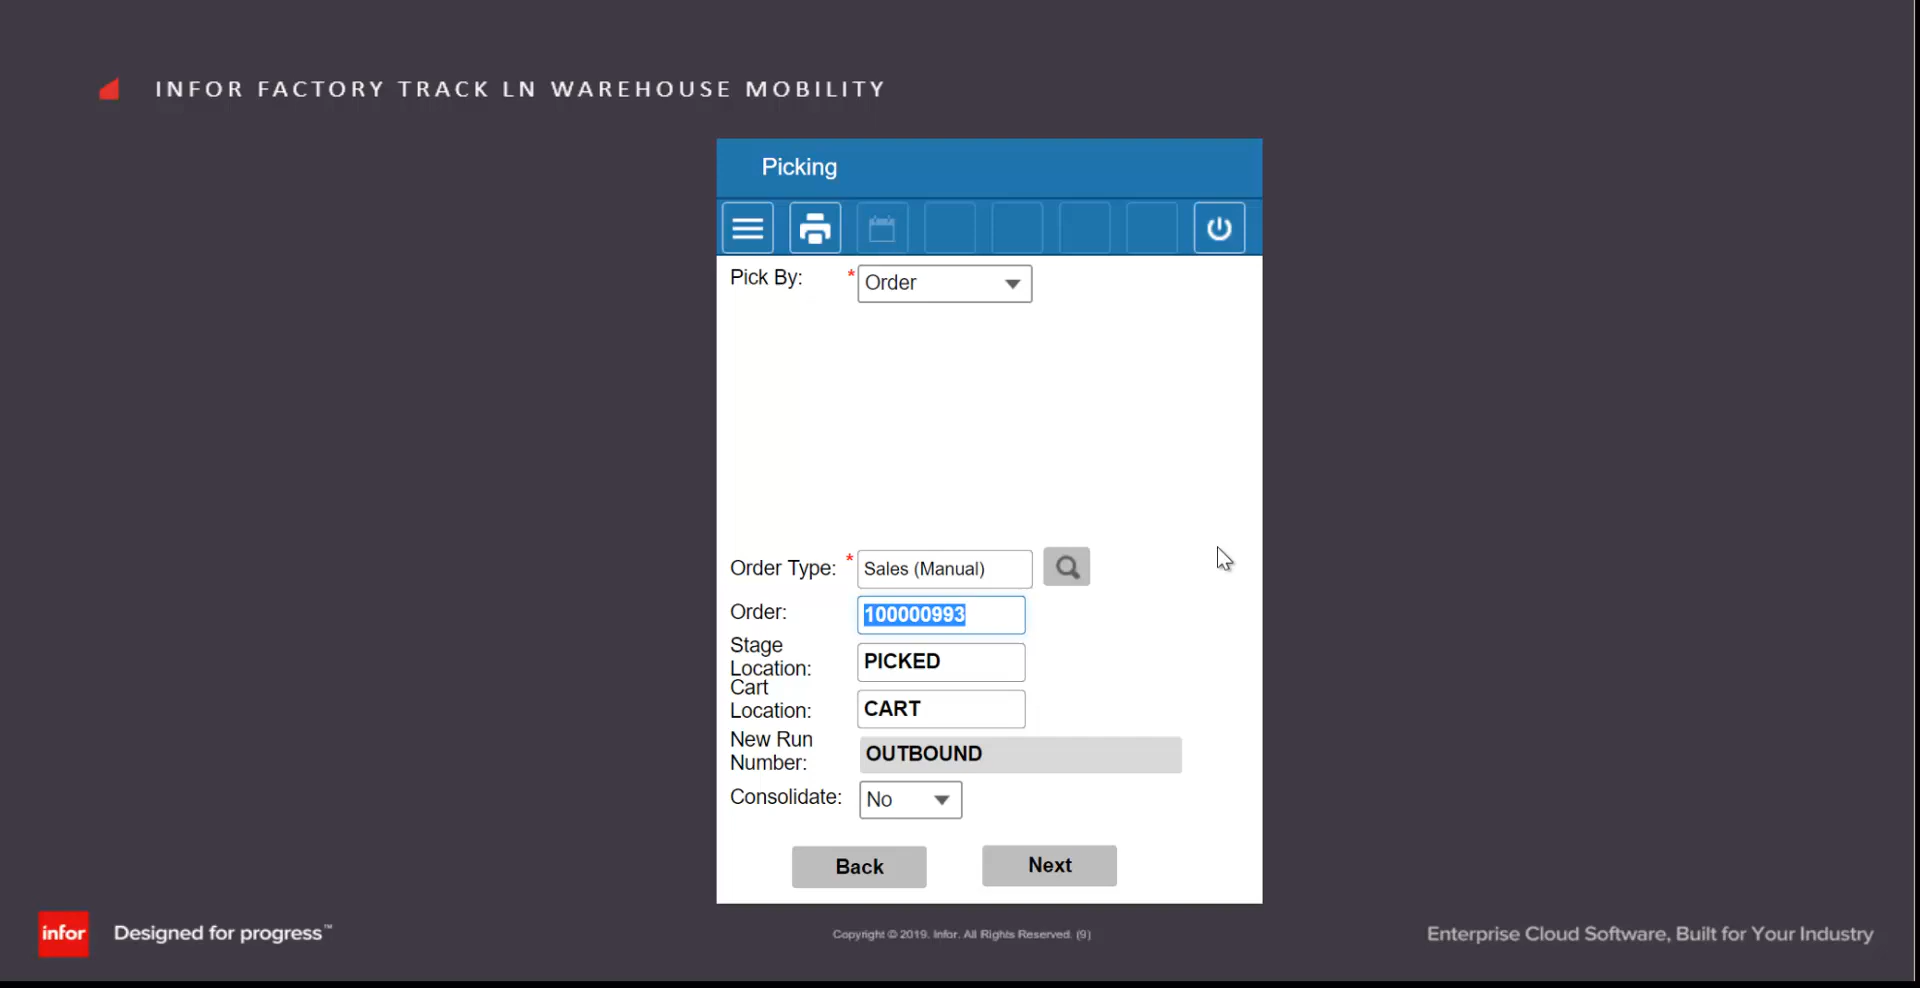 INFOR FACTORY TRACK LN WAREHOUSE MOBILITY
Picking
Pick By: * Order
Order Type: * Sales (Manual)
Order: 100000993
Stage
Location: PICKED
Cart
Location: CART
New Run
Number: OUTBOUND
Consolidate: No
Back Next
infor Designed for progress™ Copyright © 2019. Infor. All Rights Reserved. (9) Enterprise Cloud Software, Built for Your Industry